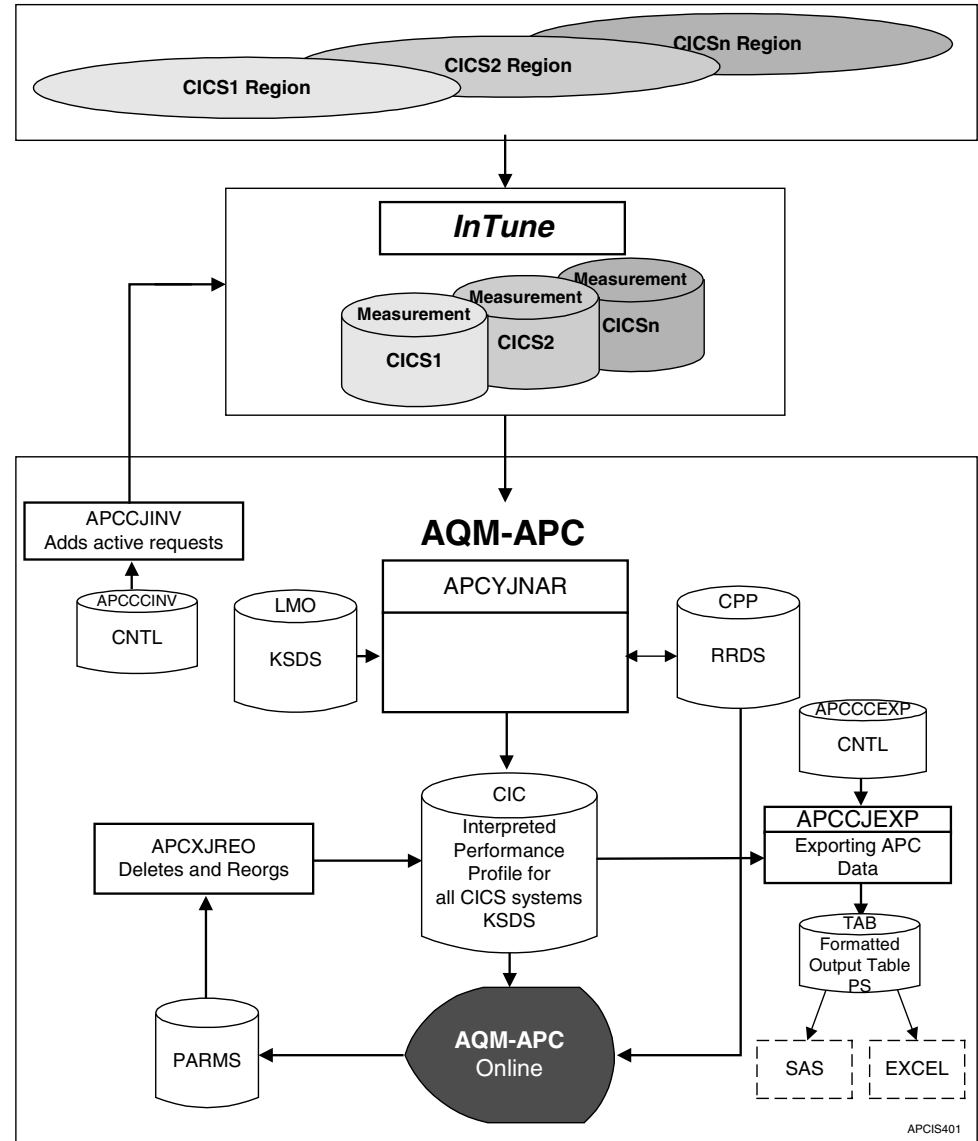 CICSn Region
CICS2 Region
CICS1 Region
InTune
Measurement
CICSn
Measurement
CICS2
Measurement
CICS1
APCCJINV
Adds active requests
APCCCINV
CNTL
AQM-APC
APCYJNAR
LMO
KSDS
CPP
RRDS
APCCCEXP
CNTL
CIC
Interpreted
Performance
Profile for
all CICS systems
KSDS
APCXJREO
Deletes and Reorgs
APCCJEXP
Exporting APC
Data
TAB
Formatted
Output Table
PS
PARMS
AQM-APC
Online
SAS
EXCEL
APCIS401